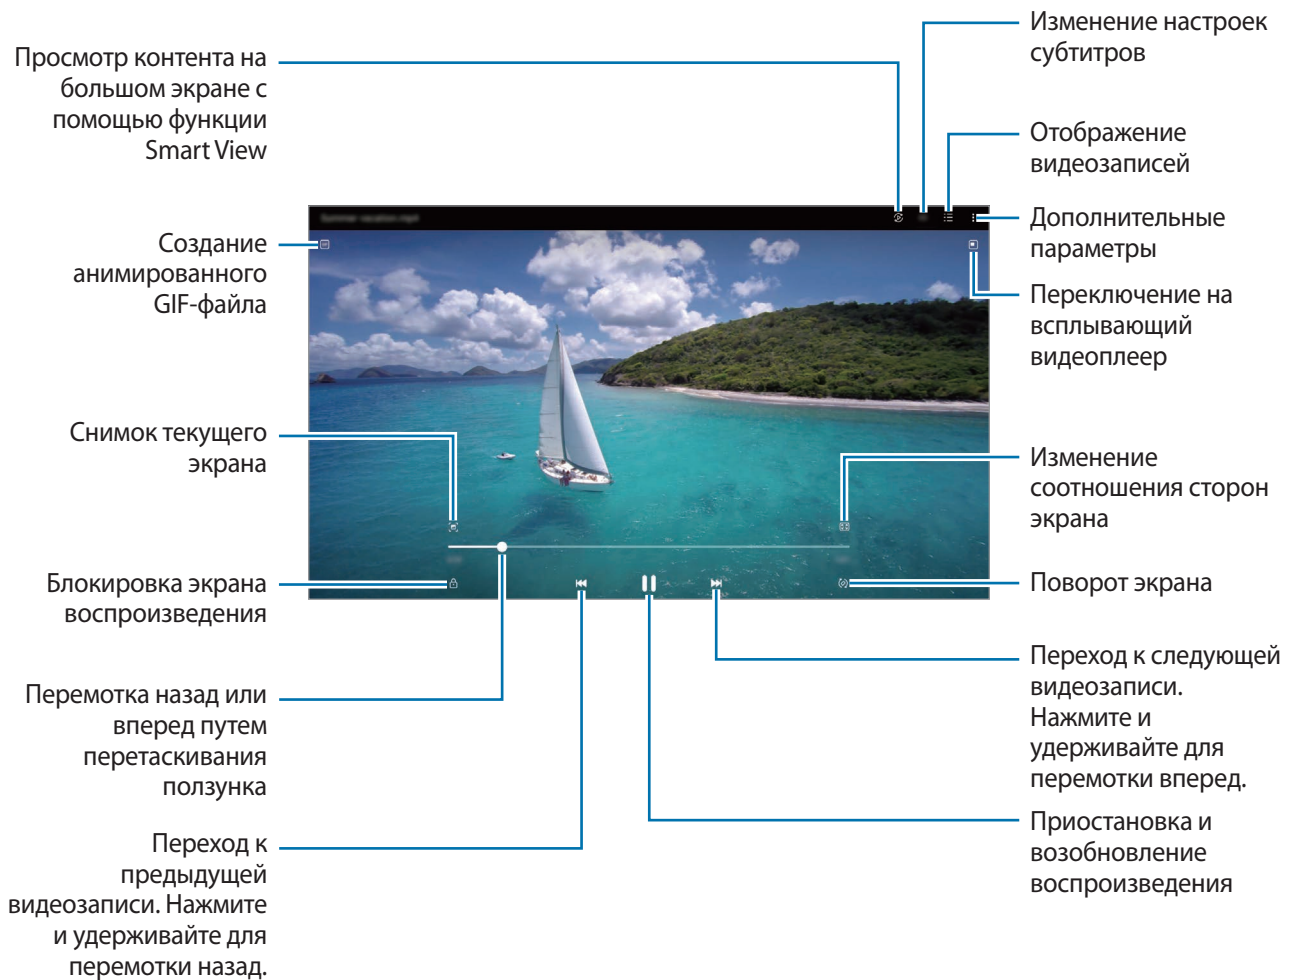 Просмотр контента на
большом экране с
помощью функции
Smart View
Создание
анимированного
GIF-файла
Снимок текущего
экрана
Блокировка экрана
воспроизведения
Перемотка назад или
вперед путем
перетаскивания
ползунка
Переход к
предыдущей
видеозаписи. Нажмите
и удерживайте для
перемотки назад.
Summer vacation.mp4
Изменение настроек
субтитров
Отображение
видеозаписей
Дополнительные
параметры
Переключение на
всплывающий
видеоплеер
Изменение
соотношения сторон
экрана
Поворот экрана
Переход к следующей
видеозаписи.
Нажмите и
удерживайте для
перемотки вперед.
Приостановка и
возобновление
воспроизведения